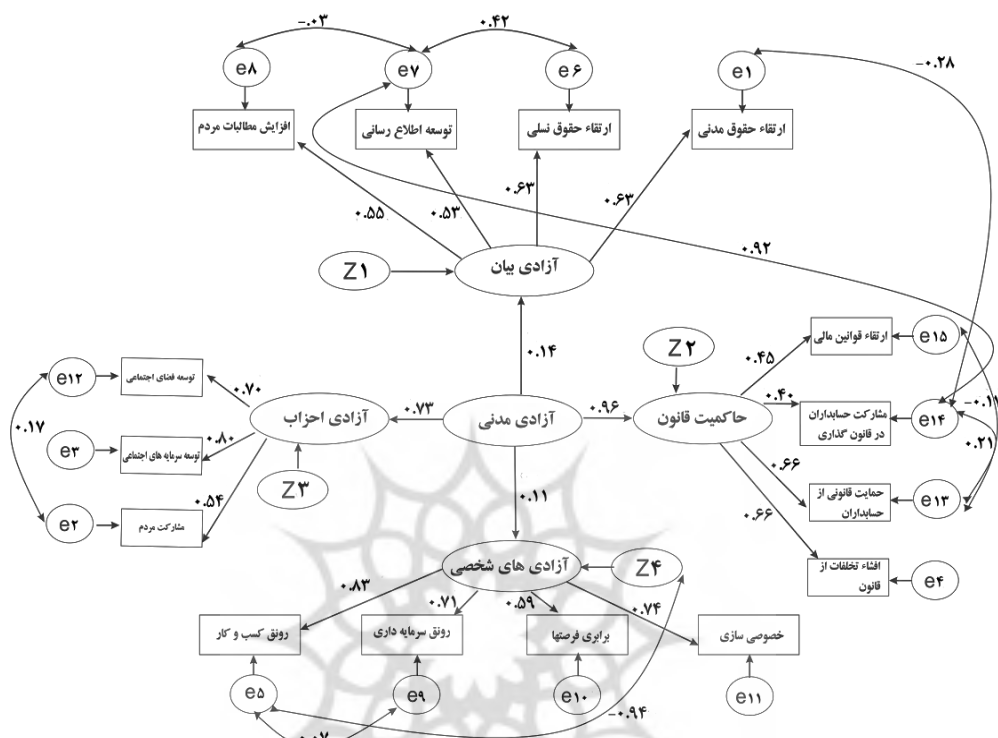 -۰.۰۳
۰.۴۲
e۸
e۷
e۶
e۱
-۰.۲۸
افزایش مطالبات مردم
توسعه اطلاع رسانی
ارتقاء حقوق نسلی
ارتقاء حقوق مدنی
۰.۵۵
۰.۵۳
۰.۶۳
۰.۶۳
۰.۹۲
Z۱
آزادی بیان
۰.۱۴
Z۲
ارتقاء قوانین مالی
e۱۵
۰.۴۵
e۱۲
توسعه فضای اجتماعی
۰.۷۰
آزادی احزاب
۰.۷۳
آزادی مدنی
۰.۹۶
حاکمیت قانون
۰.۴۰
مشارکت حسابداران
در قانون گذاری
e۱۴
۰.۲۱
۰.۱۷
e۳
توسعه سرمایه های اجتماعی
۰.۸۰
Z۳
۰.۶۶
حمایت قانونی از
حسابداران
e۱۳
e۲
مشارکت مردم
۰.۵۴
۰.۱۱
۰.۶۶
آزادی های شخصی
Z۴
افشاء تخلفات از
قانون
e۴
۰.۸۳
۰.۷۱
۰.۵۹
۰.۷۴
رونق کسب و کار
رونق سرمایه داری
برابری فرصتها
خصوصی سازی
e۵
e۹
e۱۰
e۱۱
-۰.۹۴